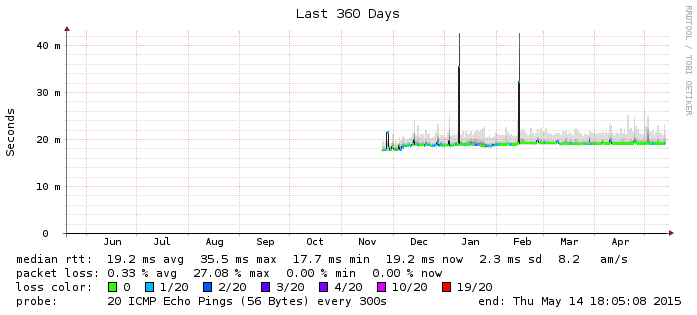 Last 360 Days
RRDTOOL / TOBI OETIKER
40 m
30 m
20 m
10 m
0
Seconds
Jun Jul Aug Sep Oct Nov Dec Jan Feb Mar Apr
median rtt: 19.2 ms avg 35.5 ms max 17.7 ms min 19.2 ms now 2.3 ms sd 8.2 am/s
packet loss: 0.33 % avg 27.08 % max 0.00 % min 0.00 % now
loss color: 0 1/20 2/20 3/20 4/20 10/20 19/20
probe: 20 ICMP Echo Pings (56 Bytes) every 300s end: Thu May 14 18:05:08 2015